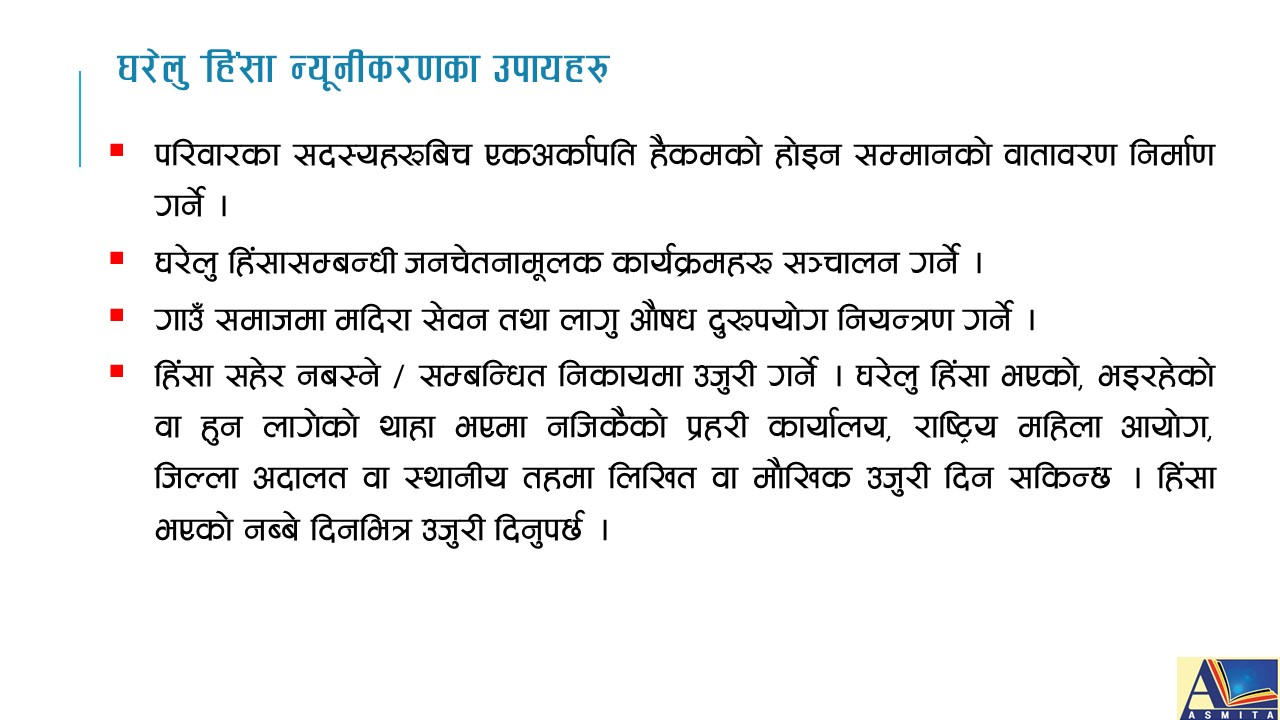 घरेलु हिंसा न्यूनीकरणका उपायहरु
परिवारका सदस्यहरुबिच एकअर्कापति हैकमको होइन सम्मानको वातावरण निर्माण
गर्ने ।
घरेलु हिंसासम्बन्धी जनचेतनामूलक कार्यक्रमहरु सञ्चालन गर्ने ।
गाउँ समाजमा मदिरा सेवन तथा लागु औषध दुरुपयोग नियन्त्रण गर्ने ।
हिंसा सहेर नबस्ने / सम्बन्धित निकायमा उजुरी गर्ने । घरेलु हिंसा भएको, भइरहेको
वा हुन लागेको थाहा भएमा नजिकैको प्रहरी कार्यालय, राष्ट्रिय महिला आयोग,
जिल्ला अदालत वा स्थानीय तहमा लिखित वा मौखिक उजुरी दिन सकिन्छ । हिंसा
भएको नब्बे दिनभित्र उजुरी दिनुपर्छ ।
ASMITA